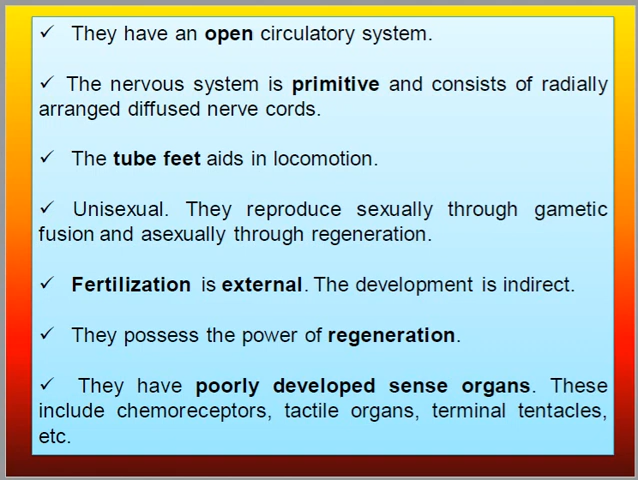 ✓ They have an open circulatory system.
✓ The nervous system is primitive and consists of radially
arranged diffused nerve cords.
✓ The tube feet aids in locomotion.
✓ Unisexual. They reproduce sexually through gametic
fusion and asexually through regeneration.
✓ Fertilization is external. The development is indirect.
✓ They possess the power of regeneration.
✓ They have poorly developed sense organs. These
include chemoreceptors, tactile organs, terminal tentacles,
etc.